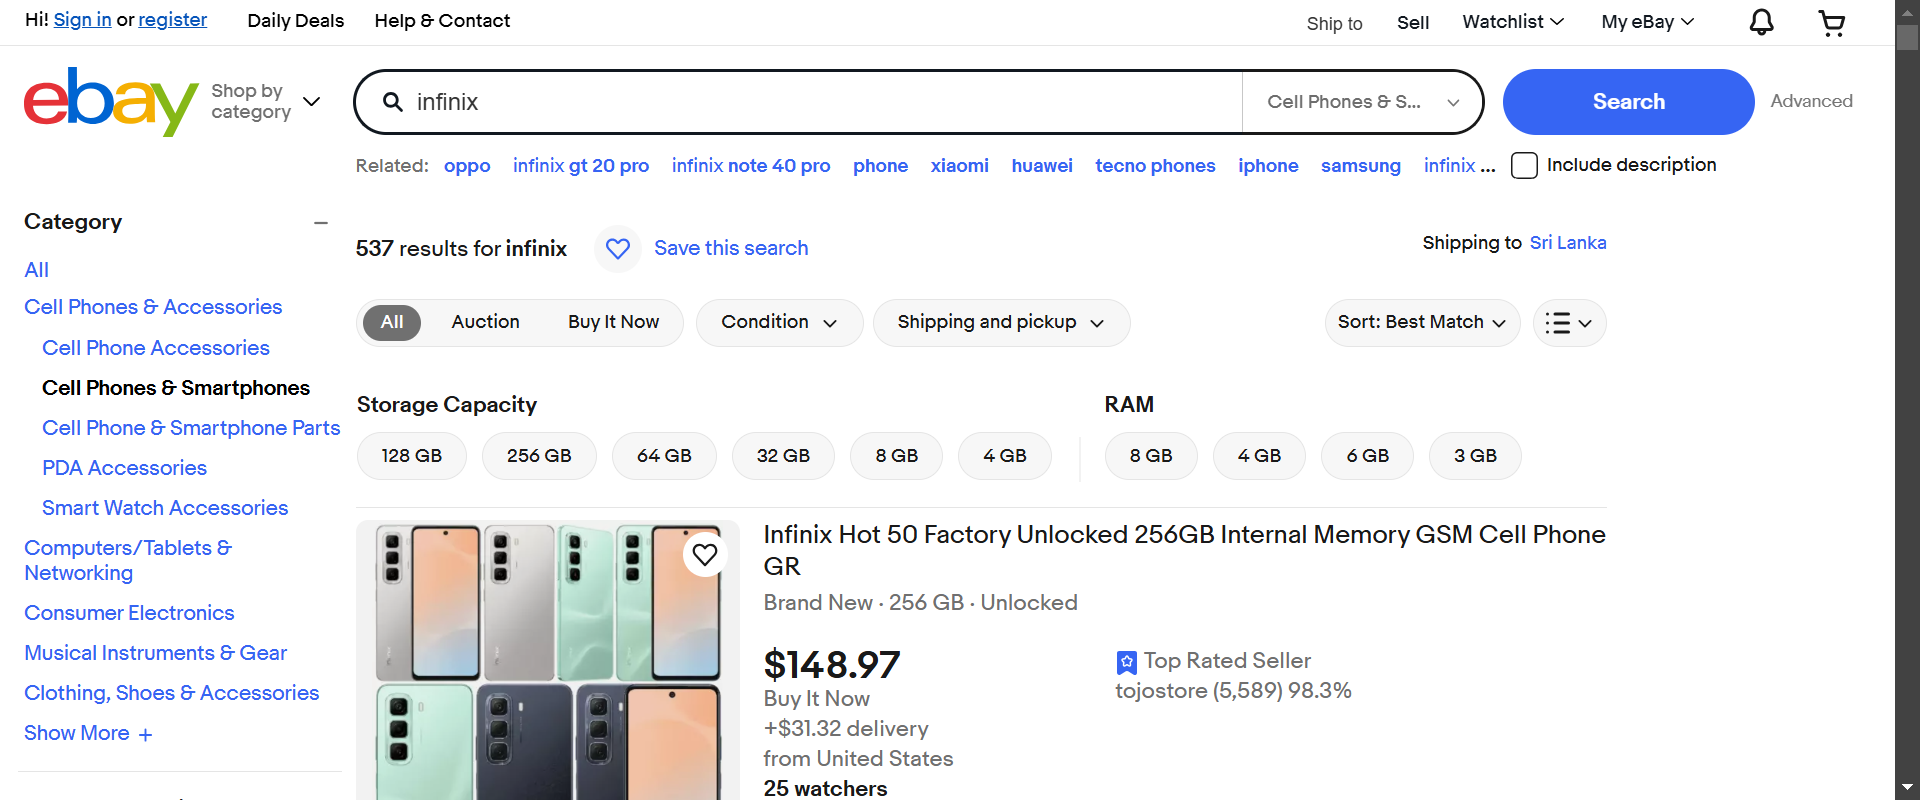 Hi! Sign in or register
Daily Deals
Help & Contact
Ship to
Sell
Watchlist
My eBay
ebay
Shop by
category
infinix
Cell Phones & S...
Search
Advanced
Related: oppo infinix gt 20 pro infinix note 40 pro phone xiaomi huawei tecno phones iphone samsung infinix ...
Include description
Category
All
Cell Phones & Accessories
Cell Phone Accessories
Cell Phones & Smartphones
Cell Phone & Smartphone Parts
PDA Accessories
Smart Watch Accessories
Computers/Tablets &
Networking
Consumer Electronics
Musical Instruments & Gear
Clothing, Shoes & Accessories
Show More +
537 results for infinix
Save this search
Shipping to Sri Lanka
All
Auction
Buy It Now
Condition
Shipping and pickup
Sort: Best Match
Storage Capacity
128 GB
256 GB
64 GB
32 GB
8 GB
4 GB
RAM
8 GB
4 GB
6 GB
3 GB
Infinix Hot 50 Factory Unlocked 256GB Internal Memory GSM Cell Phone
GR
Brand New · 256 GB · Unlocked
$148.97
Buy It Now
+$31.32 delivery
from United States
25 watchers
Top Rated Seller
tojostore (5,589) 98.3%